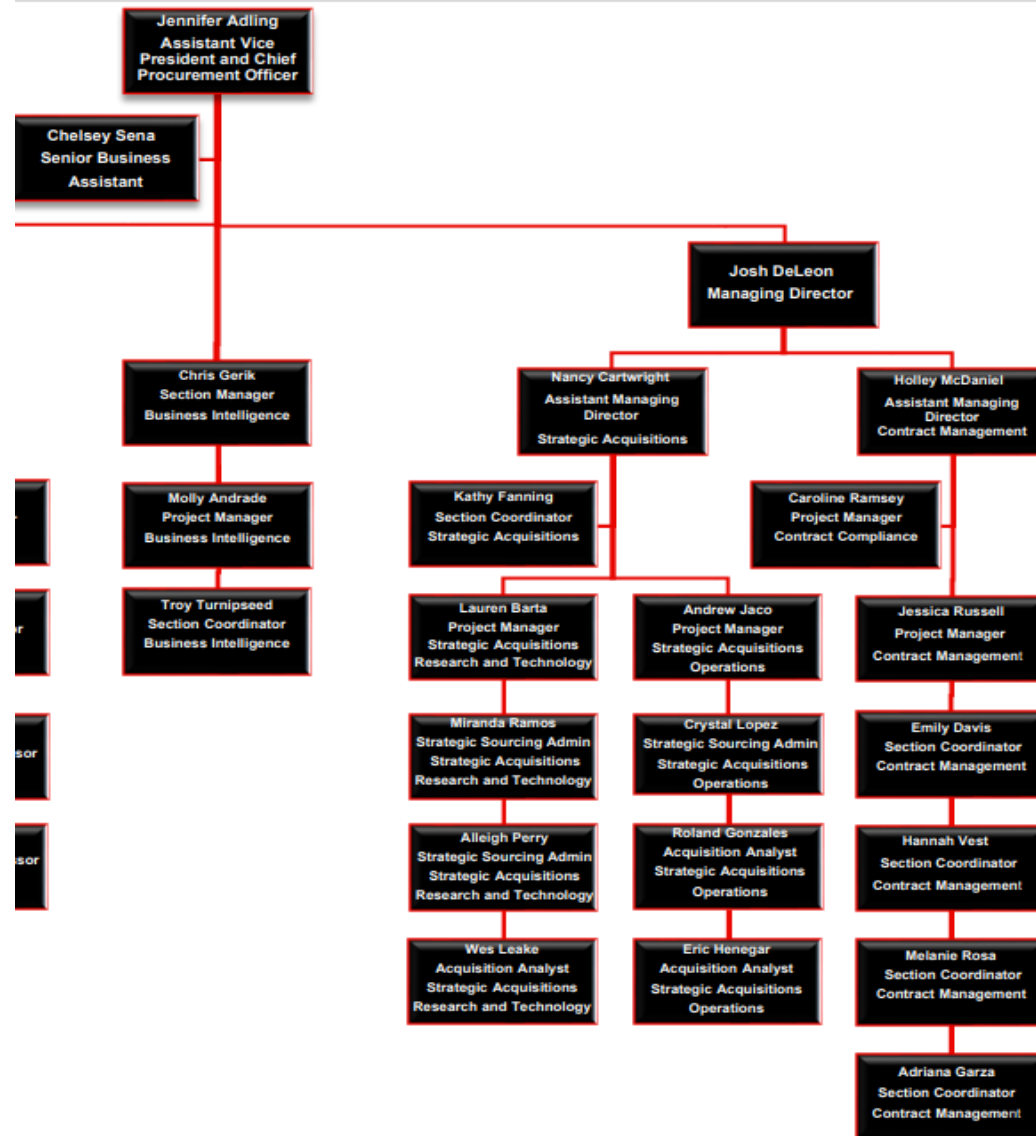 Jennifer Adling
Assistant Vice
President and Chief
Procurement Officer
Chelsey Sena
Senior Business
Assistant
Josh DeLeon
Managing Director
Chris Gerik
Section Manager
Business Intelligence
Nancy Cartwright
Assistant Managing
Director
Strategic Acquisitions
Holley McDaniel
Assistant Managing
Director
Contract Management
Molly Andrade
Project Manager
Business Intelligence
Kathy Fanning
Section Coordinator
Strategic Acquisitions
Caroline Ramsey
Project Manager
Contract Compliance
Troy Turnipseed
Section Coordinator
Business Intelligence
Lauren Barta
Project Manager
Strategic Acquisitions
Research and Technology
Andrew Jaco
Project Manager
Strategic Acquisitions
Operations
Jessica Russell
Project Manager
Contract Management
Miranda Ramos
Strategic Sourcing Admin
Strategic Acquisitions
Research and Technology
Crystal Lopez
Strategic Sourcing Admin
Strategic Acquisitions
Operations
Emily Davis
Section Coordinator
Contract Management
sor
Alleigh Perry
Strategic Sourcing Admin
Strategic Acquisitions
Research and Technology
Roland Gonzales
Acquisition Analyst
Strategic Acquisitions
Operations
Hannah Vest
Section Coordinator
Contract Management
ssor
Wes Leake
Acquisition Analyst
Strategic Acquisitions
Research and Technology
Eric Henegar
Acquisition Analyst
Strategic Acquisitions
Operations
Melanie Rosa
Section Coordinator
Contract Management
Adriana Garza
Section Coordinator
Contract Management